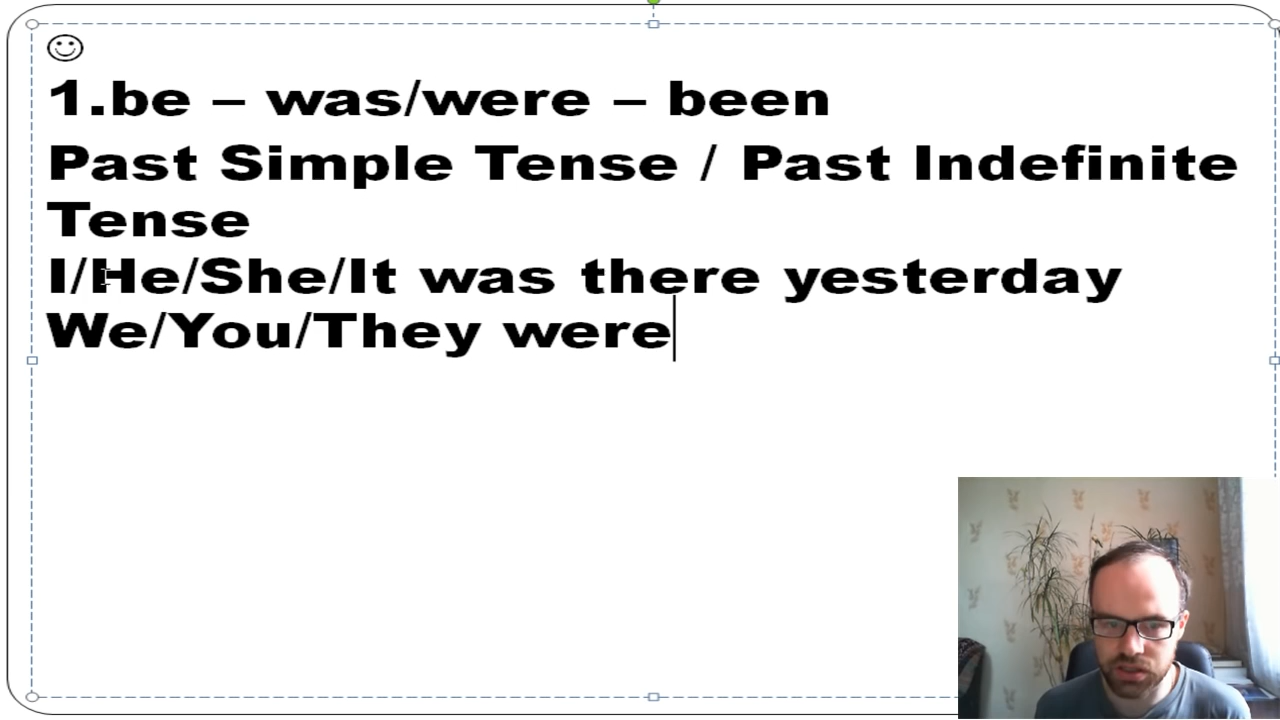 1.be – was/were – been
Past Simple Tense / Past Indefinite
Tense
I/He/She/It was there yesterday
We/You/They were